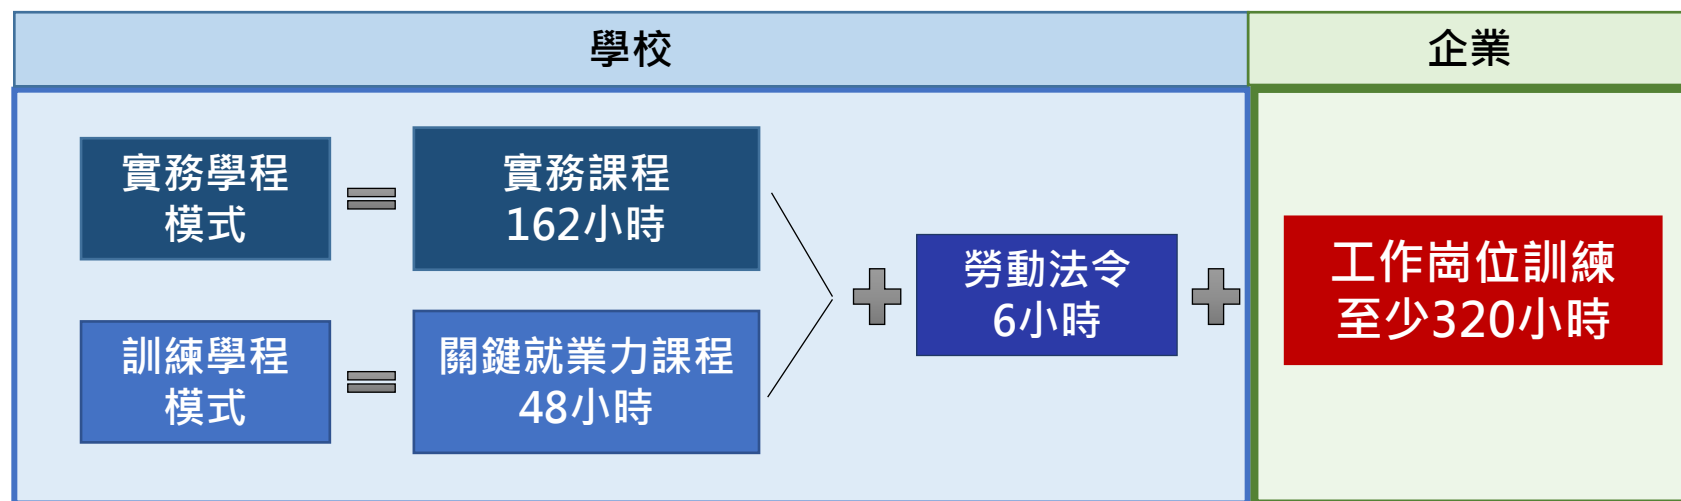 學校
企業
實務學程
模式
實務課程
162小時
訓練學程
模式
關鍵就業力課程
48小時
勞動法令
6小時
工作崗位訓練
至少320小時